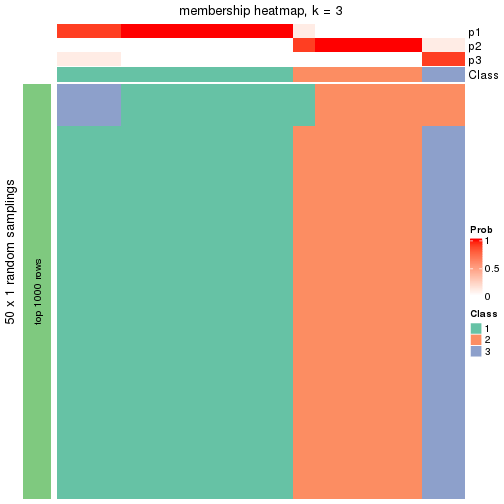 membership heatmap, k = 3
p1
p2
p3
Class
50 x 1 random samplings
top 1000 rows
Prob
1
0.5
0
Class
1
2
3